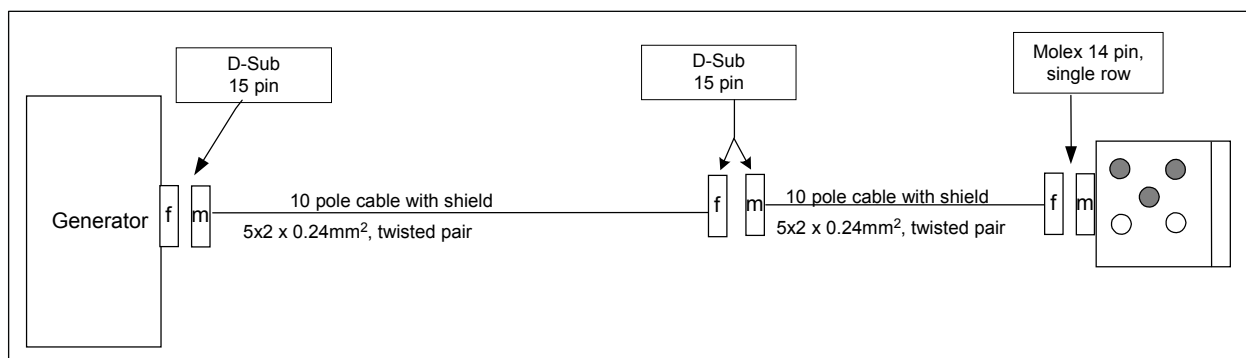 D-Sub
15 pin
D-Sub
15 pin
Molex 14 pin,
single row
Generator
f
m
10 pole cable with shield
5x2 x 0.24mm², twisted pair
f
m
10 pole cable with shield
5x2 x 0.24mm², twisted pair
f
m